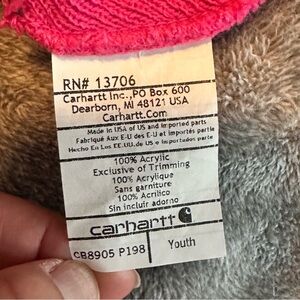 RN# 13706
Carhartt Inc.,PO Box 600
Dearborn, MI 48121 USA
Carhartt.Com
Made in USA of US and imported parts
Fabriqué aux E-U des E-U et importés partie
Hecho En Los EE.UU.de US E importados parte
100% Acrylic
Exclusive of Trimming
100% Acrylique
Sans garniture
100% Acrílico
Sin incluir adorno
carhartt
CB8905 P198
Youth